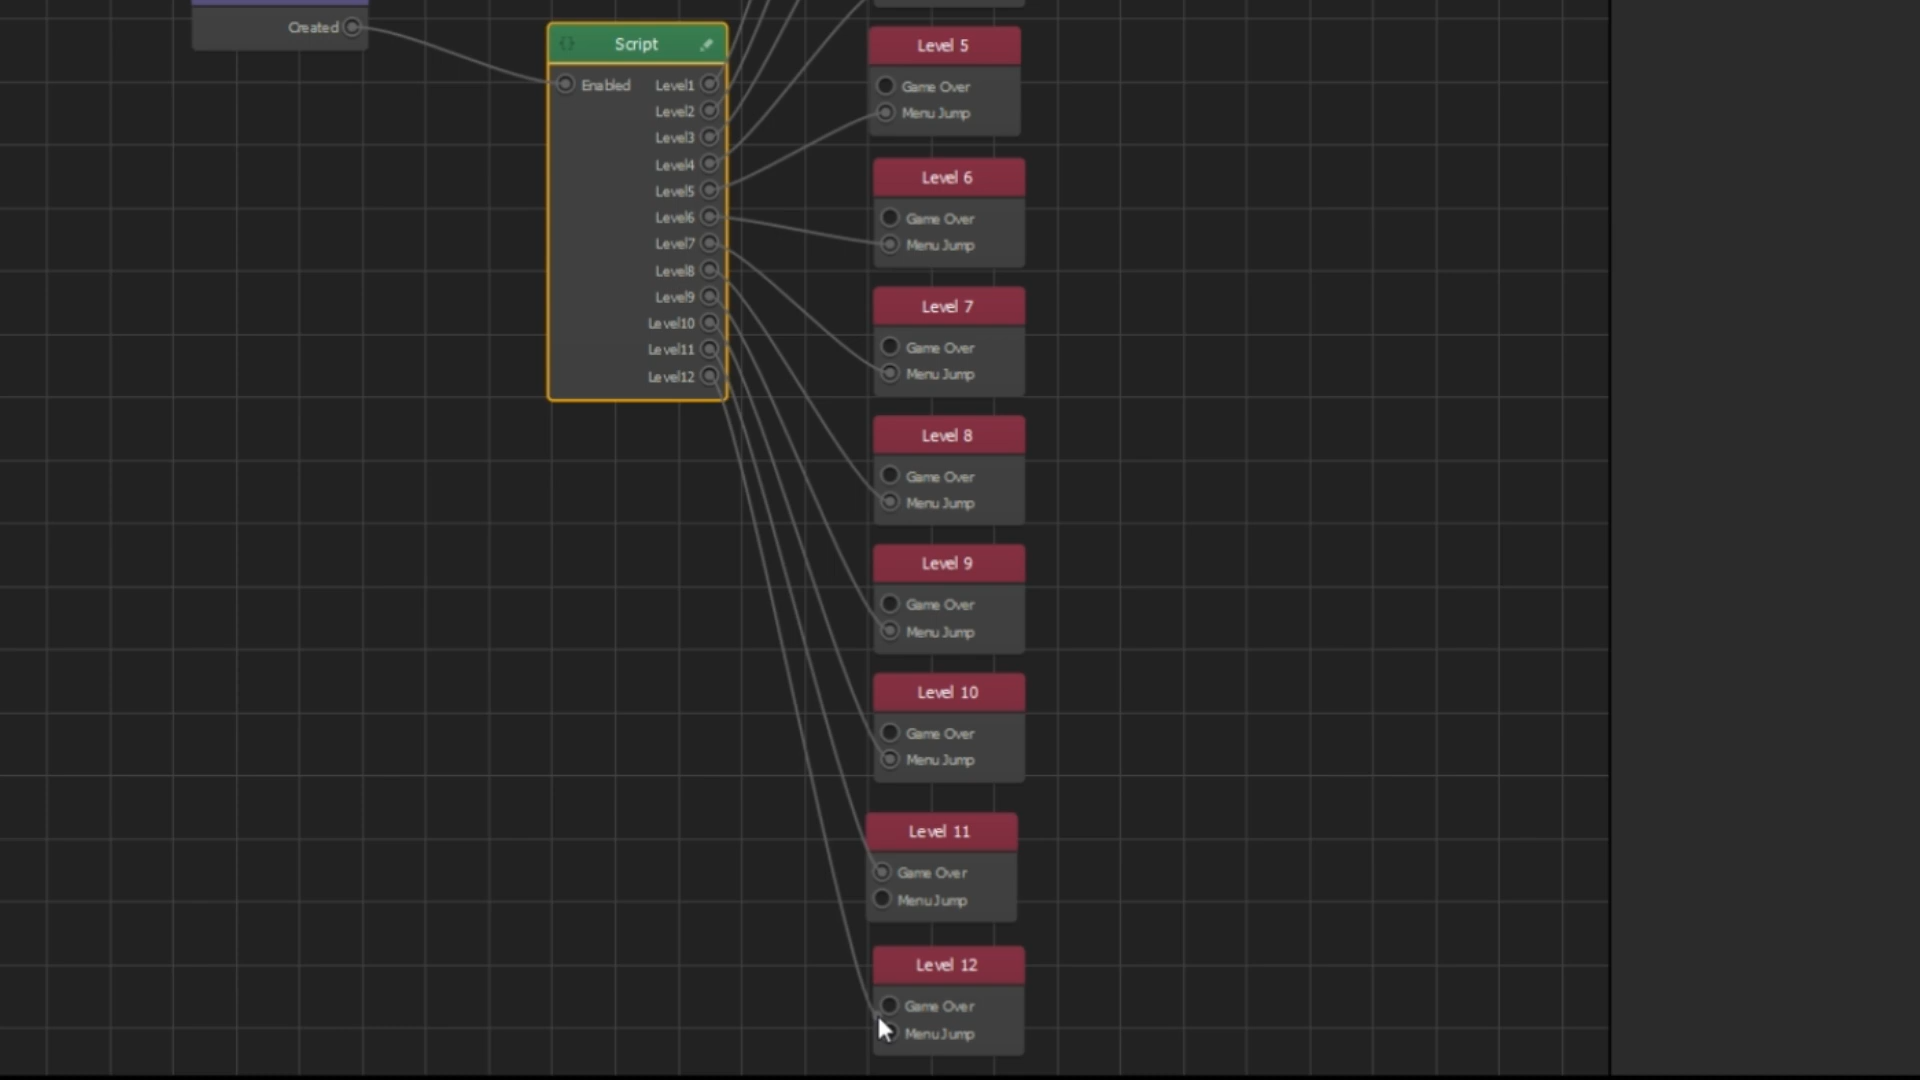 Created
Script
Enabled
Level1
Level2
Level3
Level4
Level5
Level6
Level7
Level8
Level9
Level10
Level11
Level12
Level 5
Game Over
Menu Jump
Level 6
Game Over
Menu Jump
Level 7
Game Over
Menu Jump
Level 8
Game Over
Menu Jump
Level 9
Game Over
Menu Jump
Level 10
Game Over
Menu Jump
Level 11
Game Over
Menu Jump
Level 12
Game Over
Menu Jump